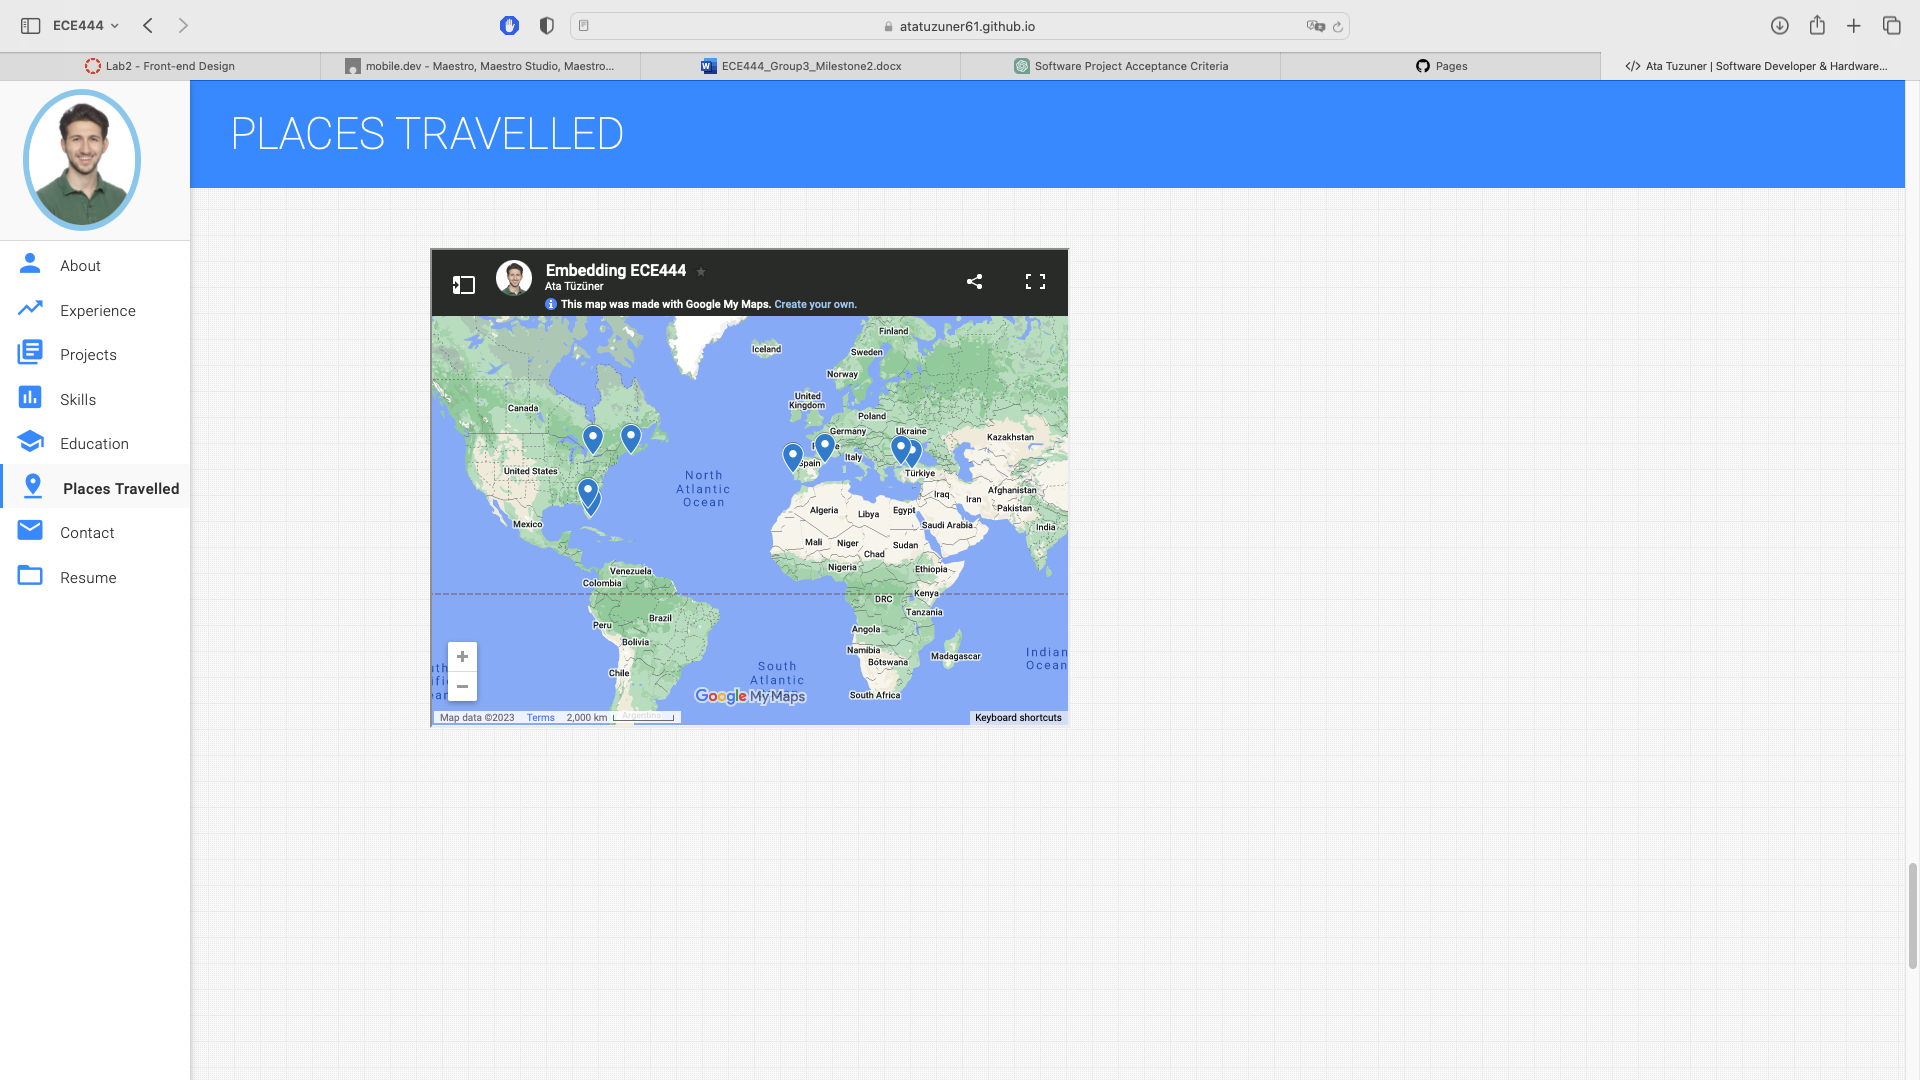 ECE444
atatuzuner61.github.io
Lab2 - Front-end Design
mobile.dev - Maestro, Maestro Studio, Maestro...
ECE444_Group3_Milestone2.docx
Software Project Acceptance Criteria
Pages
Ata Tuzuner | Software Developer & Hardware...
PLACES TRAVELLED
About
Experience
Projects
Skills
Education
Places Travelled
Contact
Resume
Embedding ECE444
Ata Tüzüner
This map was made with Google My Maps. Create your own.
Finland
Iceland
Sweden
Norway
United
Kingdom
Canada
Poland
Germany
Ukraine
Kazakhstan
Italy
Spain
United States
Türkiye
North
Atlantic
Ocean
Iraq
Iran
Afghanistan
Pakistan
Algeria
Libya
Egypt
Mexico
Saudi Arabia
India
Mali
Niger
Sudan
Chad
Nigeria
Ethiopia
Venezuela
Colombia
Kenya
DRC
Tanzania
Brazil
Peru
Angola
Bolivia
Namibia
Botswana
Madagascar
Indian
Ocean
Chile
South
Atlantic
South Africa
Google My Maps
+
−
Map data ©2023
Terms
2,000 km
Argentina
Keyboard shortcuts